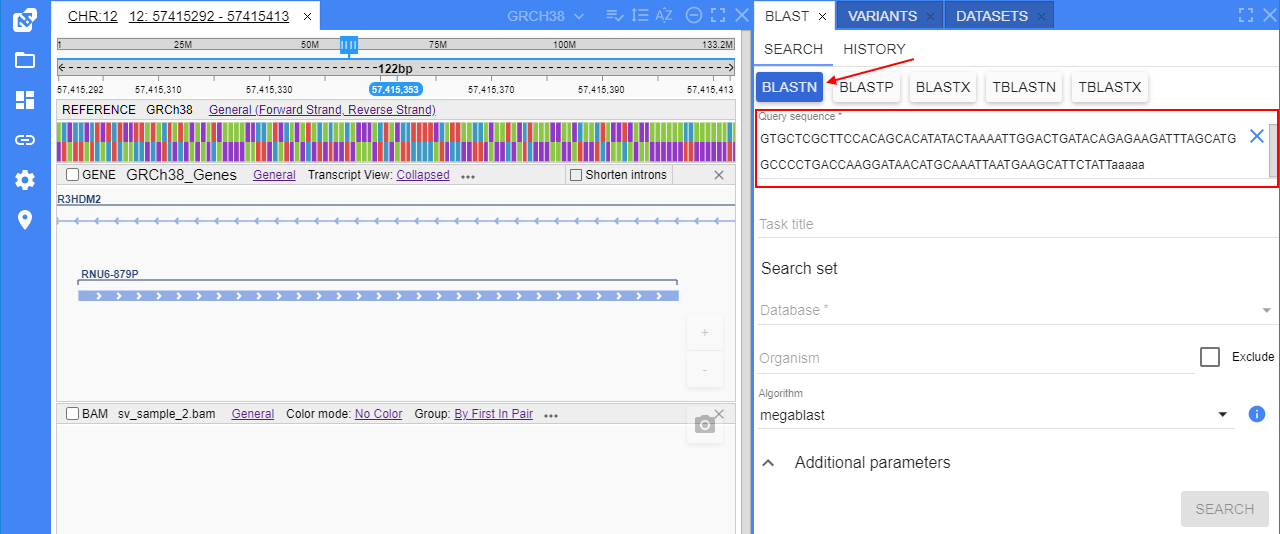 CHR:12 12: 57415292 - 57415413 ×
GRCH38
1 25M 50M 75M 100M 133.2M
122bp
57,415,292 57,415,310 57,415,330 57,415,353 57,415,370 57,415,390 57,415,413
REFERENCE GRCh38 General (Forward Strand, Reverse Strand)
GENE GRCh38_Genes General Transcript View: Collapsed ••• Shorten introns
R3HDM2
RNU6-879P
+
-
BAM sv_sample_2.bam General Color mode: No Color Group: By First In Pair •••
BLAST × VARIANTS × DATASETS ×
SEARCH HISTORY
BLASTN BLASTP BLASTX TBLASTN TBLASTX
Query sequence *
GTGCTCGCTTCCACAGCACATATACTAAAATTGGACTGATACAGAGAAGATTTAGCATG
GCCCCTGACCAAGGATAACATGCAAATTAATGAAGCATTCTATTaaaaa
Task title
Search set
Database *
Organism
Exclude
Algorithm
megablast
Additional parameters
SEARCH